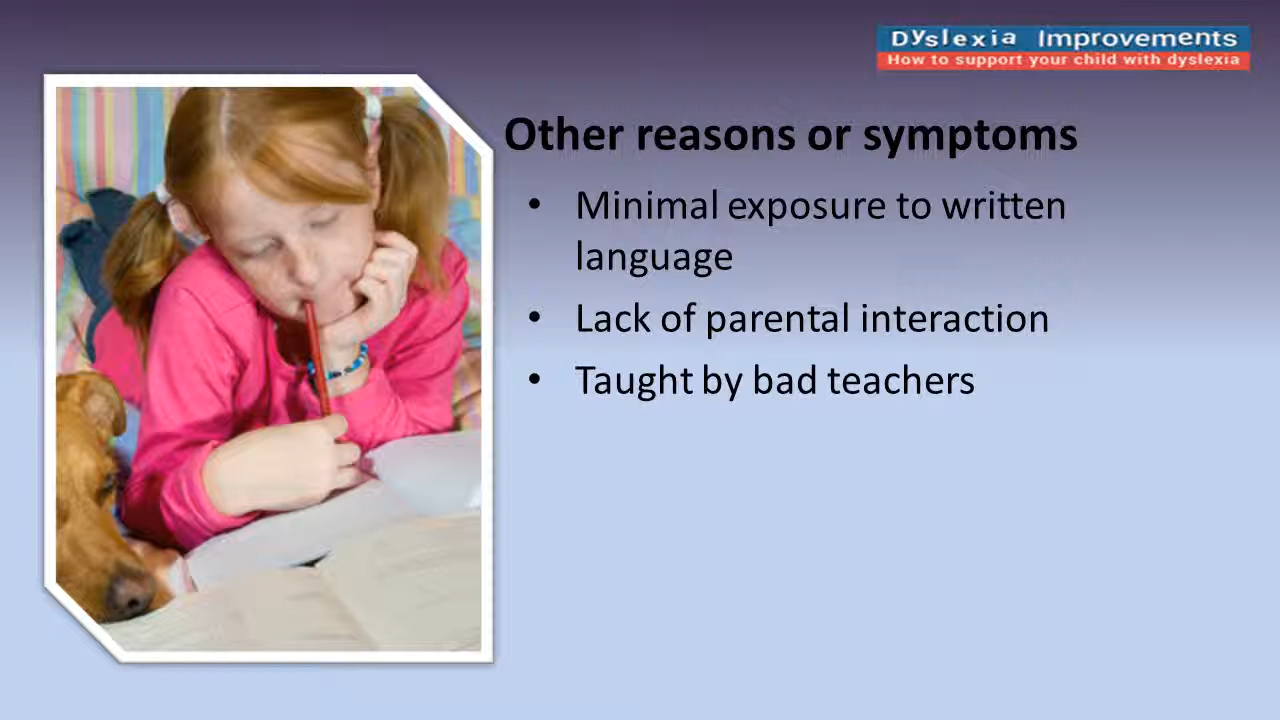 Dyslexia Improvements
How to support your child with dyslexia
Other reasons or symptoms
• Minimal exposure to written
language
• Lack of parental interaction
• Taught by bad teachers